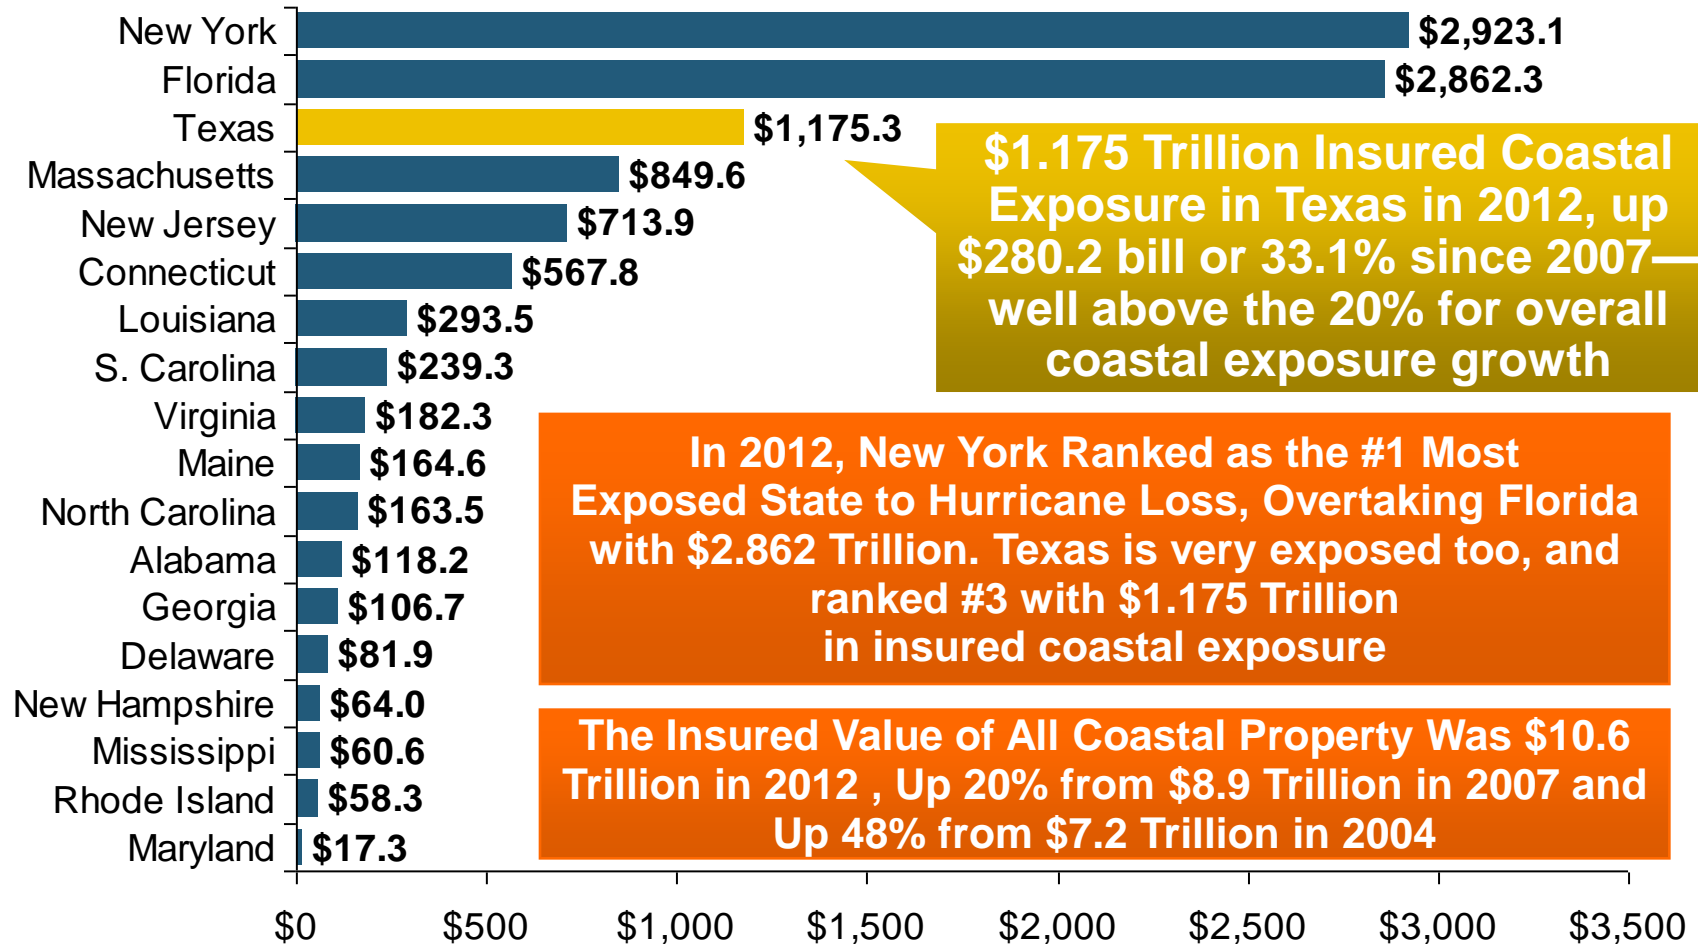 New York $2,923.1
Florida $2,862.3
Texas $1,175.3
Massachusetts $849.6
New Jersey $713.9
Connecticut $567.8
Louisiana $293.5
S. Carolina $239.3
Virginia $182.3
Maine $164.6
North Carolina $163.5
Alabama $118.2
Georgia $106.7
Delaware $81.9
New Hampshire $64.0
Mississippi $60.6
Rhode Island $58.3
Maryland $17.3
$0 $500 $1,000 $1,500 $2,000 $2,500 $3,000 $3,500
$1.175 Trillion Insured Coastal
Exposure in Texas in 2012, up
$280.2 bill or 33.1% since 2007—
well above the 20% for overall
coastal exposure growth
In 2012, New York Ranked as the #1 Most
Exposed State to Hurricane Loss, Overtaking Florida
with $2.862 Trillion. Texas is very exposed too, and
ranked #3 with $1.175 Trillion
in insured coastal exposure
The Insured Value of All Coastal Property Was $10.6
Trillion in 2012 , Up 20% from $8.9 Trillion in 2007 and
Up 48% from $7.2 Trillion in 2004